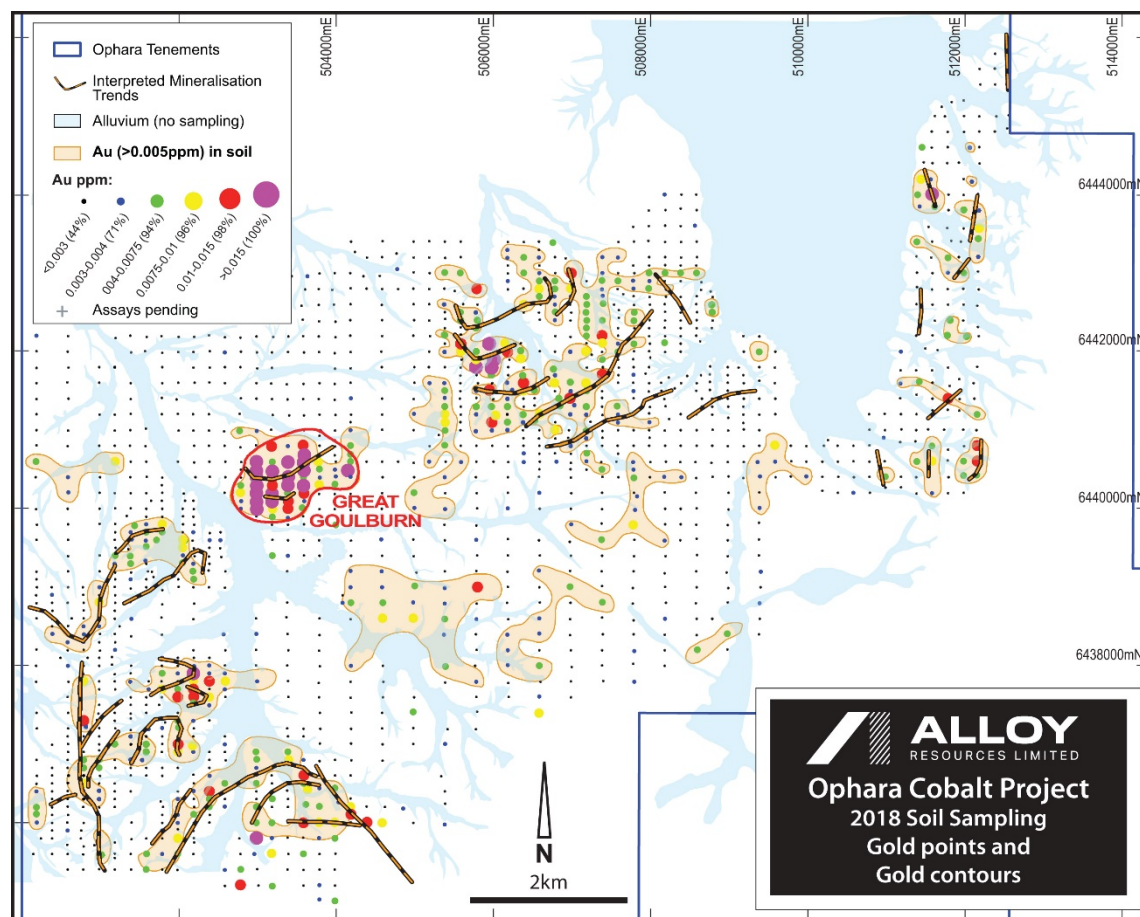 504000mE
506000mE
508000mE
510000mE
512000mE
514000mE
Ophara Tenements
Interpreted Mineralisation
Trends
Alluvium (no sampling)
Au (>0.005ppm) in soil
Au ppm:
<0.003 (44%)
0.003-0.004 (71%)
004-0.0075 (94%)
0.0075-0.01 (96%)
0.01-0.015 (98%)
>0.015 (100%)
Assays pending
6444000mN
6442000mN
6440000mN
6438000mN
GREAT
GOULBURN
N
2km
ALLOY
RESOURCES LIMITED
Ophara Cobalt Project
2018 Soil Sampling
Gold points and
Gold contours